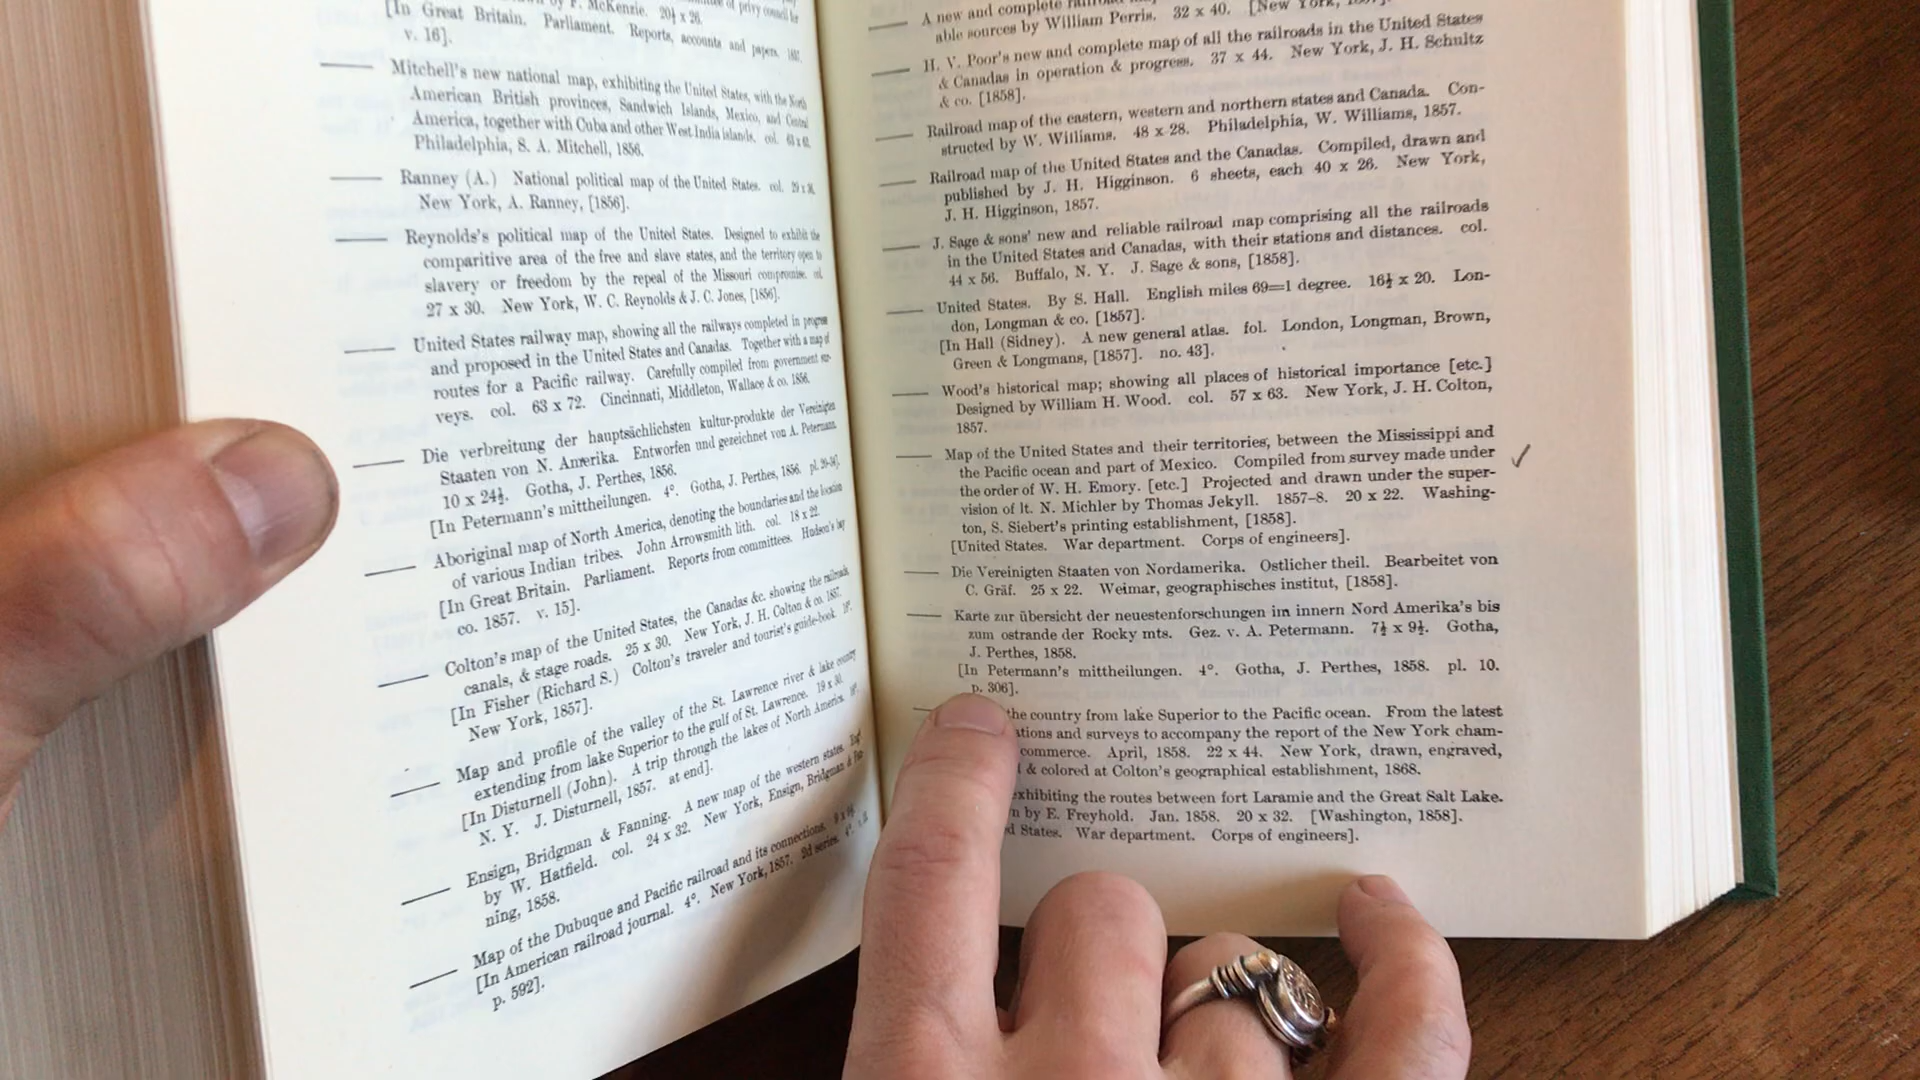 by F. McKenzie. 20½ x 26.
of privy council for
[In Great Britain. Parliament. Reports, accounts and papers.
v. 16].
Mitchell's new national map, exhibiting the United States, with the North
American British provinces, Sandwich Islands, Mexico, and Central
America, together with Cuba and other West India islands. col.
Philadelphia, S. A. Mitchell, 1856.
Ranney (A.) National political map of the United States. col.
New York, A. Ranney, [1856].
Reynolds's political map of the United States. Designed to exhibit the
comparitive area of the free and slave states, and the territory open to
slavery or freedom by the repeal of the Missouri compromise. col.
27 x 30. New York, W. C. Reynolds & J. C. Jones, [1856].
United States railway map, showing all the railways completed in progress
and proposed in the United States and Canadas. Together with a map of
routes for a Pacific railway. Carefully compiled from government sur-
veys. col. 63 x 72. Cincinnati, Middleton, Wallace & co. 1856.
Die verbreitung der hauptsächlichsten kultur-produkte der Vereinigten
Staaten von N. Amerika. Entworfen und gezeichnet von A. Petermann.
10 x 24½. Gotha, J. Perthes, 1856.
[In Petermann's mittheilungen. 4°. Gotha, J. Perthes, 1856.
Aboriginal map of North America, denoting the boundaries and the location
of various Indian tribes. John Arrowsmith lith. col. 18 x 22.
[In Great Britain. Parliament. Reports from committees. Hudson's bay
co. 1857. v. 15].
Colton's map of the United States, the Canadas &c. showing the railroads,
canals, & stage roads. 25 x 30. New York, J. H. Colton & co. 1857.
[In Fisher (Richard S.) Colton's traveler and tourist's guide-book.
New York, 1857].
Map and profile of the valley of the St. Lawrence river & lake country
extending from lake Superior to the gulf of St. Lawrence. 19 x 30.
[In Disturnell (John). A trip through the lakes of North America.
N. Y. J. Disturnell, 1857. at end].
Ensign, Bridgman & Fanning. A new map of the western states.
by W. Hatfield. col. 24 x 32. New York, Ensign, Bridgman & Fan-
ning, 1858.
Map of the Dubuque and Pacific railroad and its connections.
[In American railroad journal. 4°. New York, 1857. 2d series. 4°.
p. 592].
A new and complete railroad map
able sources by William Perris. 32 x 40. [New York,
H. V. Poor's new and complete map of all the railroads in the United States
& Canadas in operation & progress. 37 x 44. New York, J. H. Schultz
& co. [1858].
Railroad map of the eastern, western and northern states and Canada. Con-
structed by W. Williams. 48 x 28. Philadelphia, W. Williams, 1857.
Railroad map of the United States and the Canadas. Compiled, drawn and
published by J. H. Higginson. 6 sheets, each 40 x 26. New York,
J. H. Higginson, 1857.
J. Sage & sons' new and reliable railroad map comprising all the railroads
in the United States and Canadas, with their stations and distances. col.
44 x 56. Buffalo, N. Y. J. Sage & sons, [1858].
United States. By S. Hall. English miles 69=1 degree. 16½ x 20. Lon-
don, Longman & co. [1857].
[In Hall (Sidney). A new general atlas. fol. London, Longman, Brown,
Green & Longmans, [1857]. no. 43].
Wood's historical map; showing all places of historical importance [etc.]
Designed by William H. Wood. col. 57 x 63. New York, J. H. Colton,
1857.
Map of the United States and their territories, between the Mississippi and
the Pacific ocean and part of Mexico. Compiled from survey made under
the order of W. H. Emory. [etc.] Projected and drawn under the super-
vision of lt. N. Michler by Thomas Jekyll. 1857-8. 20 x 22. Washing-
ton, S. Siebert's printing establishment, [1858].
[United States. War department. Corps of engineers].
Die Vereinigten Staaten von Nordamerika. Ostlicher theil. Bearbeitet von
C. Gräf. 25 x 22. Weimar, geographisches institut, [1858].
Karte zur übersicht der neuestenforschungen im innern Nord Amerika's bis
zum ostrande der Rocky mts. Gez. v. A. Petermann. 7½ x 9½. Gotha,
J. Perthes, 1858.
[In Petermann's mittheilungen. 4°. Gotha, J. Perthes, 1858. pl. 10.
p. 306].
the country from lake Superior to the Pacific ocean. From the latest
ations and surveys to accompany the report of the New York cham-
commerce. April, 1858. 22 x 44. New York, drawn, engraved,
& colored at Colton's geographical establishment, 1868.
exhibiting the routes between fort Laramie and the Great Salt Lake.
n by E. Freyhold. Jan. 1858. 20 x 32. [Washington, 1858].
d States. War department. Corps of engineers].